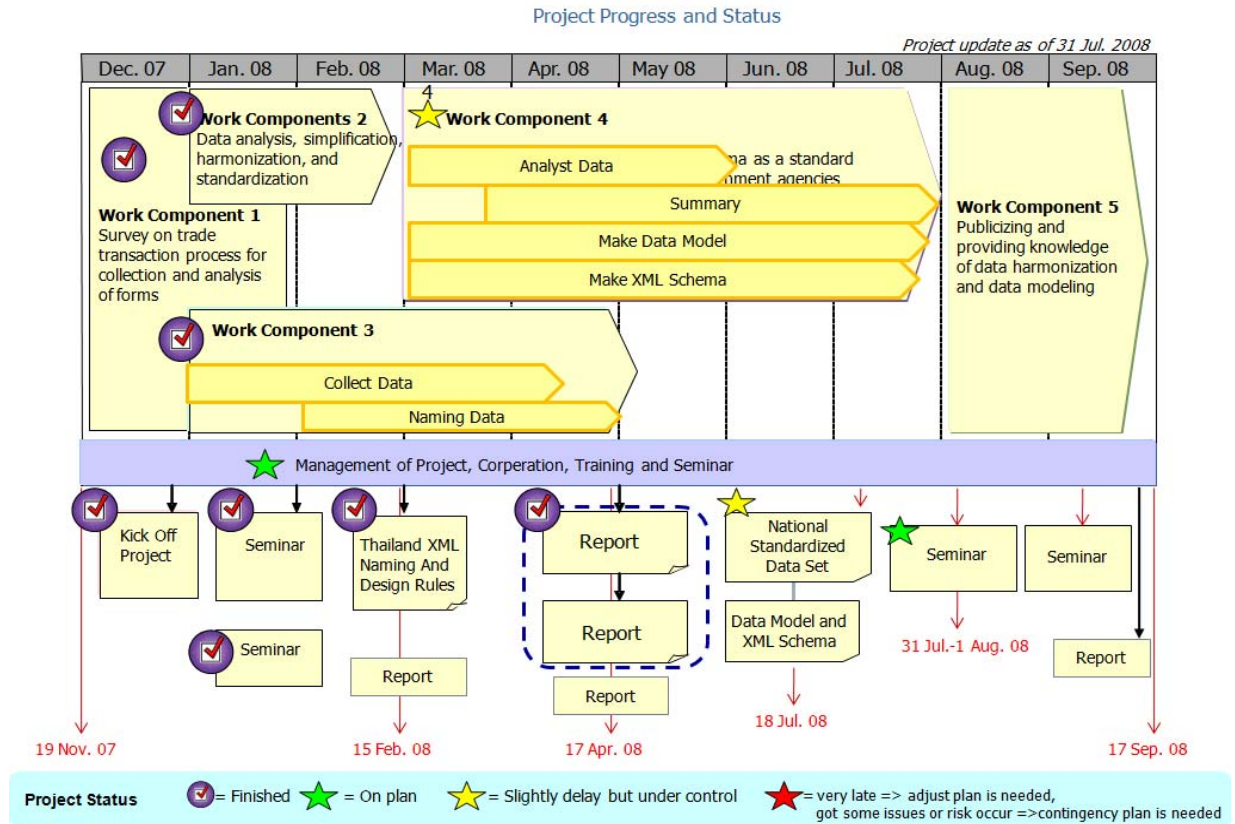 Project Progress and Status
Project update as of 31 Jul. 2008
Dec. 07
Jan. 08
Feb. 08
Mar. 08
Apr. 08
May 08
Jun. 08
Jul. 08
Aug. 08
Sep. 08
Work Component 1
Survey on trade
transaction process for
collection and analysis
of forms
Work Components 2
Data analysis, simplification,
harmonization, and
standardization
4
Work Component 4
ma as a standard
nment agencies
Analyst Data
Summary
Make Data Model
Make XML Schema
Work Component 5
Publicizing and
providing knowledge
of data harmonization
and data modeling
Work Component 3
Collect Data
Naming Data
Management of Project, Corperation, Training and Seminar
Kick Off
Project
Seminar
Seminar
Thailand XML
Naming And
Design Rules
Report
Report
Report
Report
National
Standardized
Data Set
Data Model and
XML Schema
Seminar
Seminar
Report
19 Nov. 07
15 Feb. 08
17 Apr. 08
18 Jul. 08
31 Jul.-1 Aug. 08
17 Sep. 08
Project Status
= Finished
= On plan
= Slightly delay but under control
= very late => adjust plan is needed,
got some issues or risk occur =>contingency plan is needed